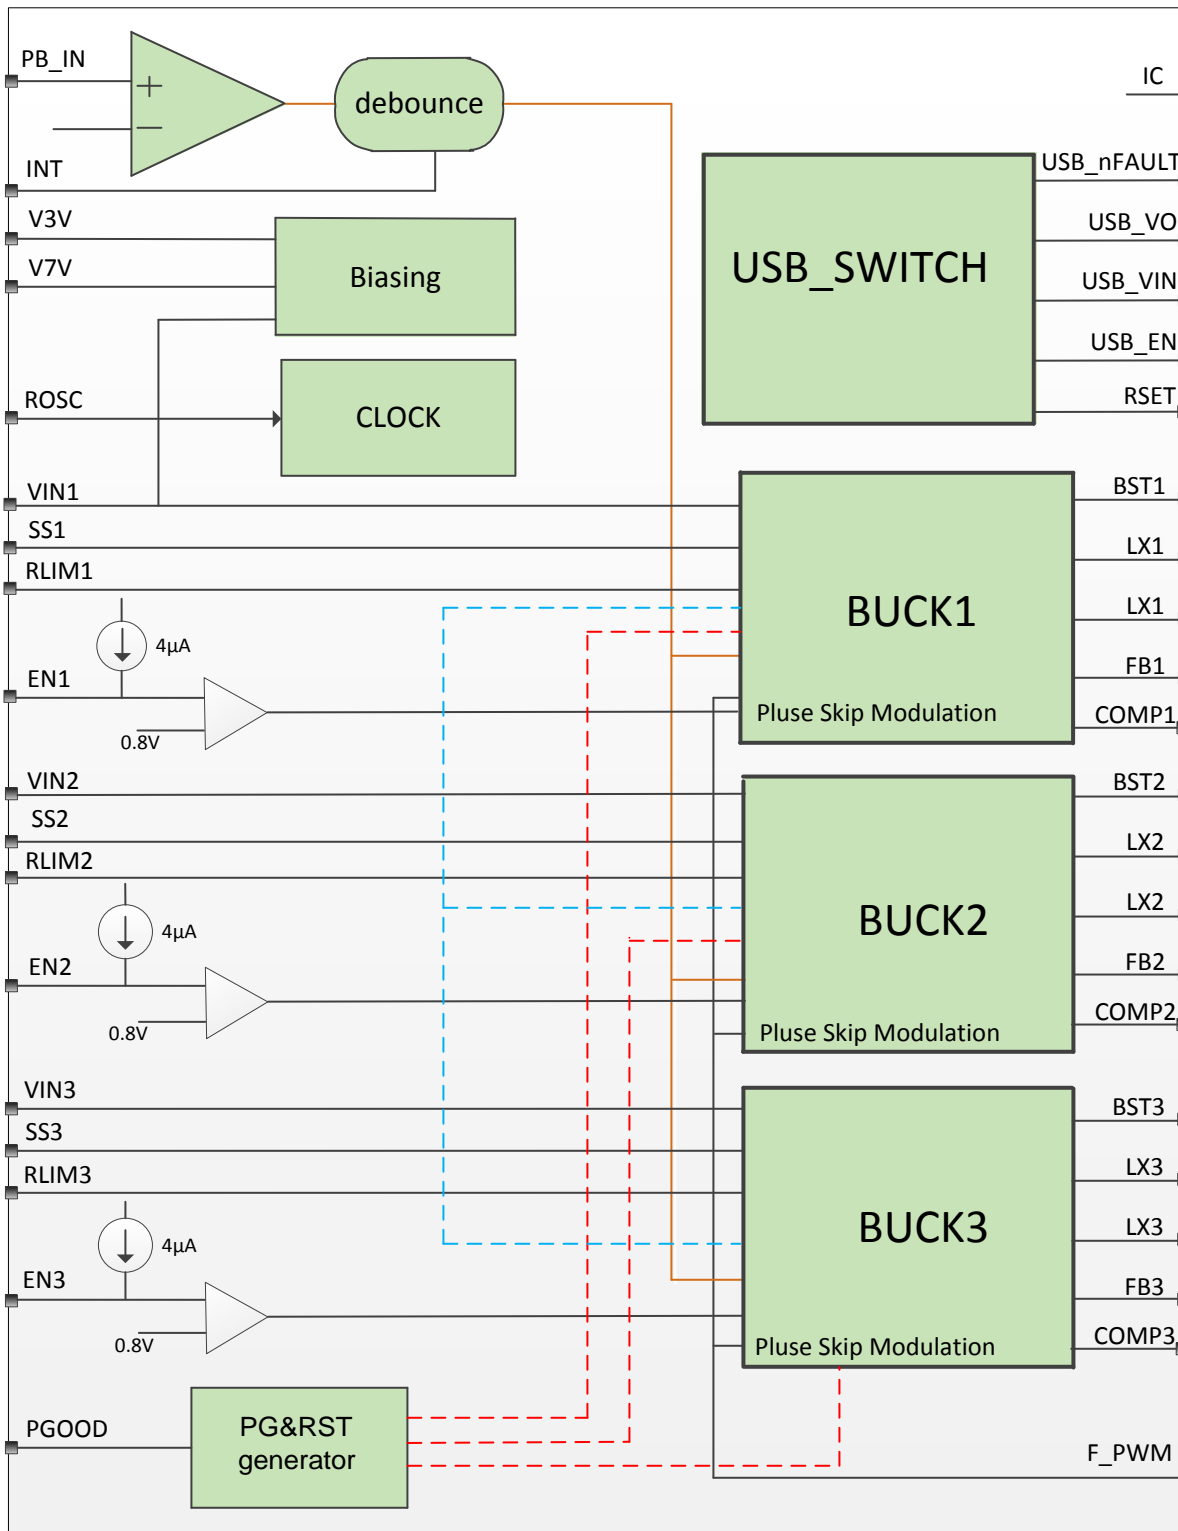 PB_IN
+
−
debounce
IC
INT
USB_nFAULT
V3V
USB_VO
V7V
Biasing
USB_SWITCH
USB_VIN
USB_EN
ROSC
CLOCK
RSET
VIN1
BST1
SS1
LX1
RLIM1
BUCK1
LX1
4µA
EN1
FB1
0.8V
Pluse Skip Modulation
COMP1
VIN2
BST2
SS2
LX2
RLIM2
BUCK2
LX2
4µA
EN2
FB2
0.8V
Pluse Skip Modulation
COMP2
VIN3
BST3
SS3
LX3
RLIM3
BUCK3
LX3
4µA
EN3
FB3
0.8V
Pluse Skip Modulation
COMP3
PGOOD
PG&RST
generator
F_PWM